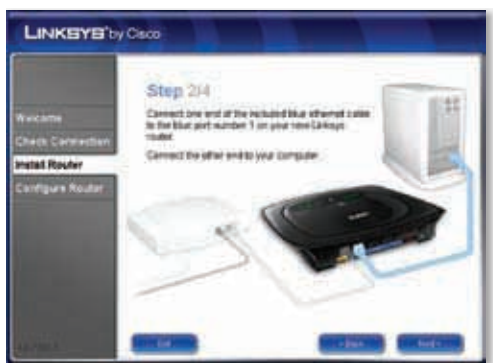 LINKSYS® by Cisco
Step 2/4
Connect one end of the included blue ethernet cable
to the blue port number 1 on your new Linksys
router.
Connect the other end to your computer.
Welcome
Check Connection
Install Router
Configure Router
Exit
< Back
Next >